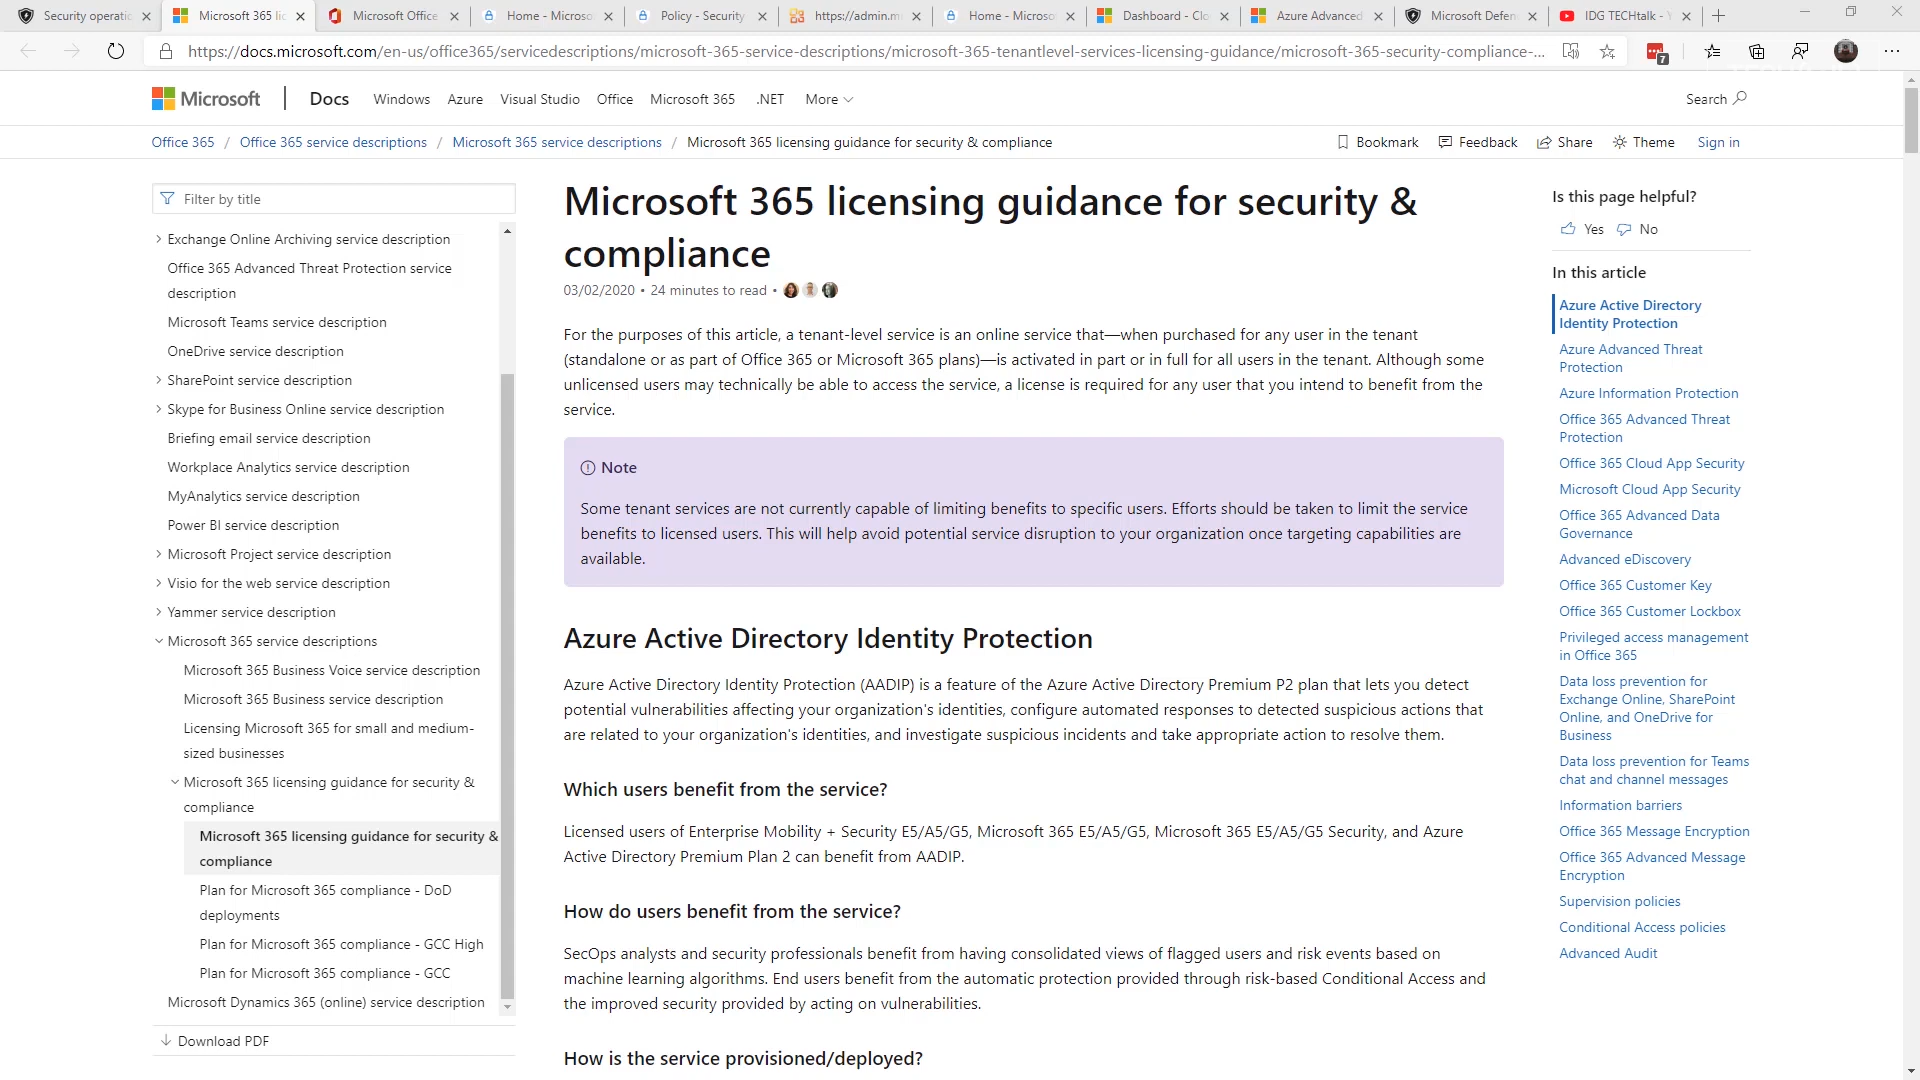 Security operati
Microsoft 365 lic
Microsoft Office
Home - Microso
Policy - Security
https://admin.m
Home - Microso
Dashboard - Clo
Azure Advanced
Microsoft Defen
IDG TECHtalk - Y
https://docs.microsoft.com/en-us/office365/servicedescriptions/microsoft-365-service-descriptions/microsoft-365-tenantlevel-services-licensing-guidance/microsoft-365-security-compliance-...
7
Microsoft Docs Windows Azure Visual Studio Office Microsoft 365 .NET More Search
Office 365 / Office 365 service descriptions / Microsoft 365 service descriptions / Microsoft 365 licensing guidance for security & compliance
Bookmark Feedback Share Theme Sign in
Filter by title
Exchange Online Archiving service description
Office 365 Advanced Threat Protection service
description
Microsoft Teams service description
OneDrive service description
SharePoint service description
Skype for Business Online service description
Briefing email service description
Workplace Analytics service description
MyAnalytics service description
Power BI service description
Microsoft Project service description
Visio for the web service description
Yammer service description
Microsoft 365 service descriptions
Microsoft 365 Business Voice service description
Microsoft 365 Business service description
Licensing Microsoft 365 for small and medium-
sized businesses
Microsoft 365 licensing guidance for security &
compliance
Microsoft 365 licensing guidance for security &
compliance
Plan for Microsoft 365 compliance - DoD
deployments
Plan for Microsoft 365 compliance - GCC High
Plan for Microsoft 365 compliance - GCC
Microsoft Dynamics 365 (online) service description
Download PDF
Microsoft 365 licensing guidance for security &
compliance
03/02/2020 • 24 minutes to read •
For the purposes of this article, a tenant-level service is an online service that—when purchased for any user in the tenant
(standalone or as part of Office 365 or Microsoft 365 plans)—is activated in part or in full for all users in the tenant. Although some
unlicensed users may technically be able to access the service, a license is required for any user that you intend to benefit from the
service.
Note
Some tenant services are not currently capable of limiting benefits to specific users. Efforts should be taken to limit the service
benefits to licensed users. This will help avoid potential service disruption to your organization once targeting capabilities are
available.
Azure Active Directory Identity Protection
Azure Active Directory Identity Protection (AADIP) is a feature of the Azure Active Directory Premium P2 plan that lets you detect
potential vulnerabilities affecting your organization's identities, configure automated responses to detected suspicious actions that
are related to your organization's identities, and investigate suspicious incidents and take appropriate action to resolve them.
Which users benefit from the service?
Licensed users of Enterprise Mobility + Security E5/A5/G5, Microsoft 365 E5/A5/G5, Microsoft 365 E5/A5/G5 Security, and Azure
Active Directory Premium Plan 2 can benefit from AADIP.
How do users benefit from the service?
SecOps analysts and security professionals benefit from having consolidated views of flagged users and risk events based on
machine learning algorithms. End users benefit from the automatic protection provided through risk-based Conditional Access and
the improved security provided by acting on vulnerabilities.
How is the service provisioned/deployed?
Is this page helpful?
Yes No
In this article
Azure Active Directory
Identity Protection
Azure Advanced Threat
Protection
Azure Information Protection
Office 365 Advanced Threat
Protection
Office 365 Cloud App Security
Microsoft Cloud App Security
Office 365 Advanced Data
Governance
Advanced eDiscovery
Office 365 Customer Key
Office 365 Customer Lockbox
Privileged access management
in Office 365
Data loss prevention for
Exchange Online, SharePoint
Online, and OneDrive for
Business
Data loss prevention for Teams
chat and channel messages
Information barriers
Office 365 Message Encryption
Office 365 Advanced Message
Encryption
Supervision policies
Conditional Access policies
Advanced Audit